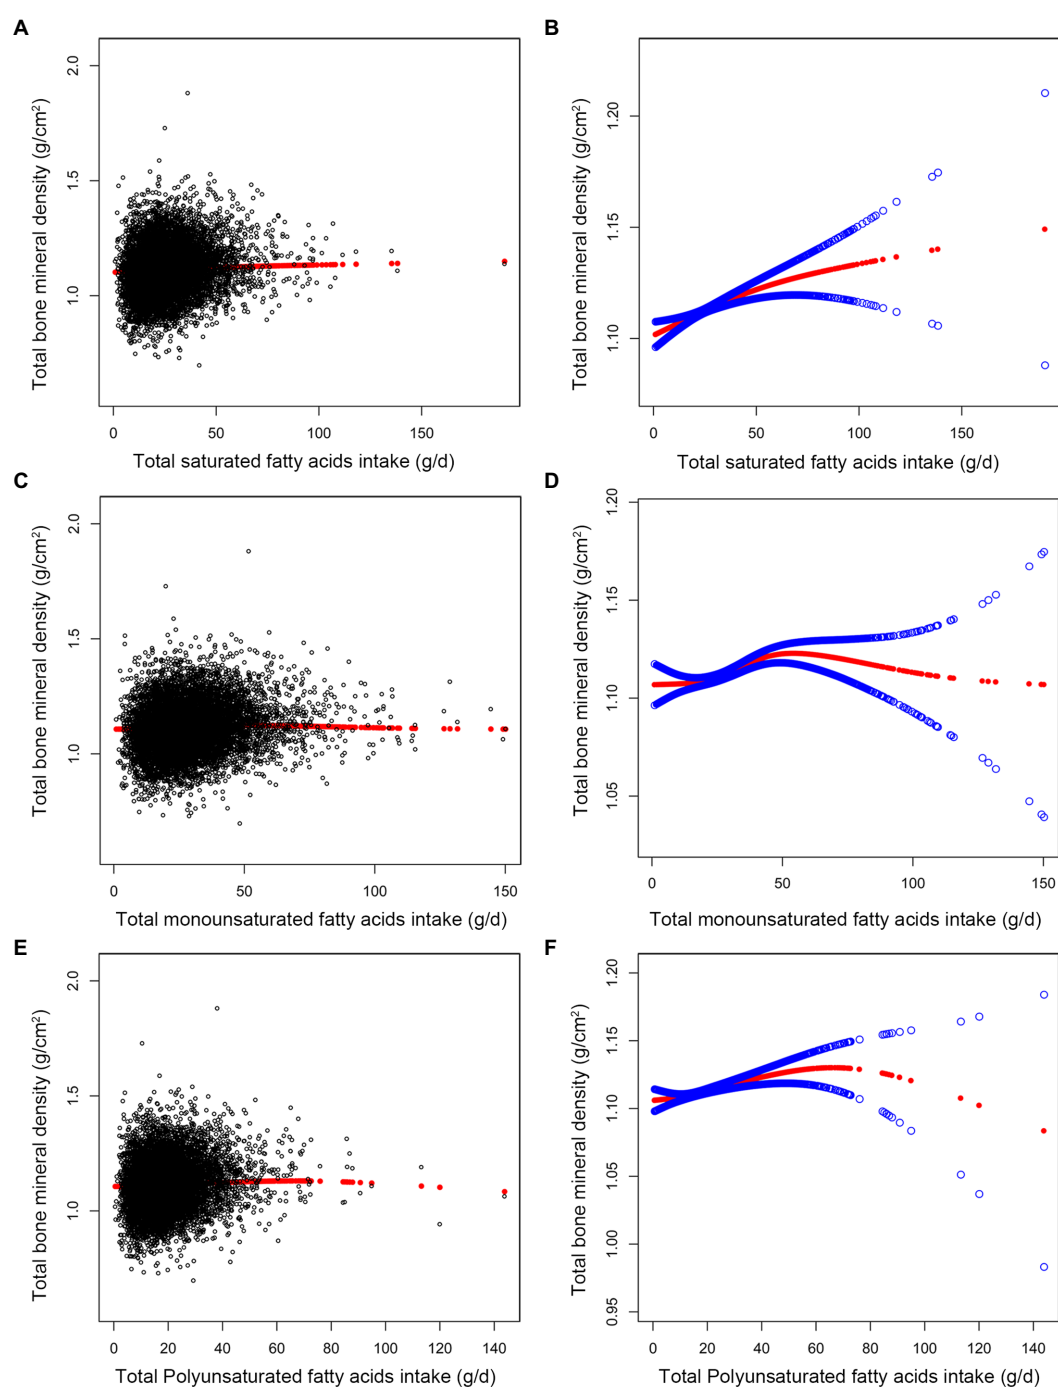 A
Total bone mineral density (g/cm²)
2.0
1.5
1.0
0 50 100 150
Total saturated fatty acids intake (g/d)
B
Total bone mineral density (g/cm²)
1.20
1.15
1.10
0 50 100 150
Total saturated fatty acids intake (g/d)
C
Total bone mineral density (g/cm²)
2.0
1.5
1.0
0 50 100 150
Total monounsaturated fatty acids intake (g/d)
D
Total bone mineral density (g/cm²)
1.20
1.15
1.10
1.05
0 50 100 150
Total monounsaturated fatty acids intake (g/d)
E
Total bone mineral density (g/cm²)
2.0
1.5
1.0
0 20 40 60 80 100 120 140
Total Polyunsaturated fatty acids intake (g/d)
F
Total bone mineral density (g/cm²)
1.20
1.15
1.10
1.05
1.00
0.95
0 20 40 60 80 100 120 140
Total Polyunsaturated fatty acids intake (g/d)